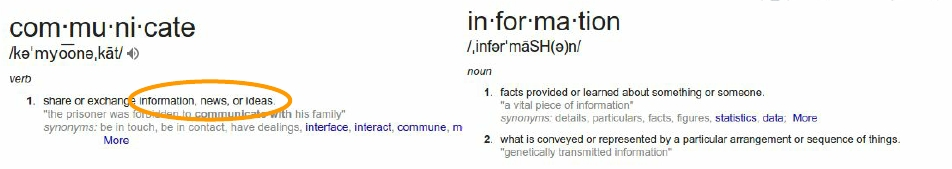 com·mu·ni·cate
/kəˈmyo͞onəˌkāt/
verb
1. share or exchange information, news, or ideas.
"the prisoner was forbidden to communicate with his family"
synonyms: be in touch, be in contact, have dealings, interface, interact, commune, m
More
in·for·ma·tion
/ˌinfərˈmāSH(ə)n/
noun
1. facts provided or learned about something or someone.
"a vital piece of information"
synonyms: details, particulars, facts, figures, statistics, data; More
2. what is conveyed or represented by a particular arrangement or sequence of things.
"genetically transmitted information"